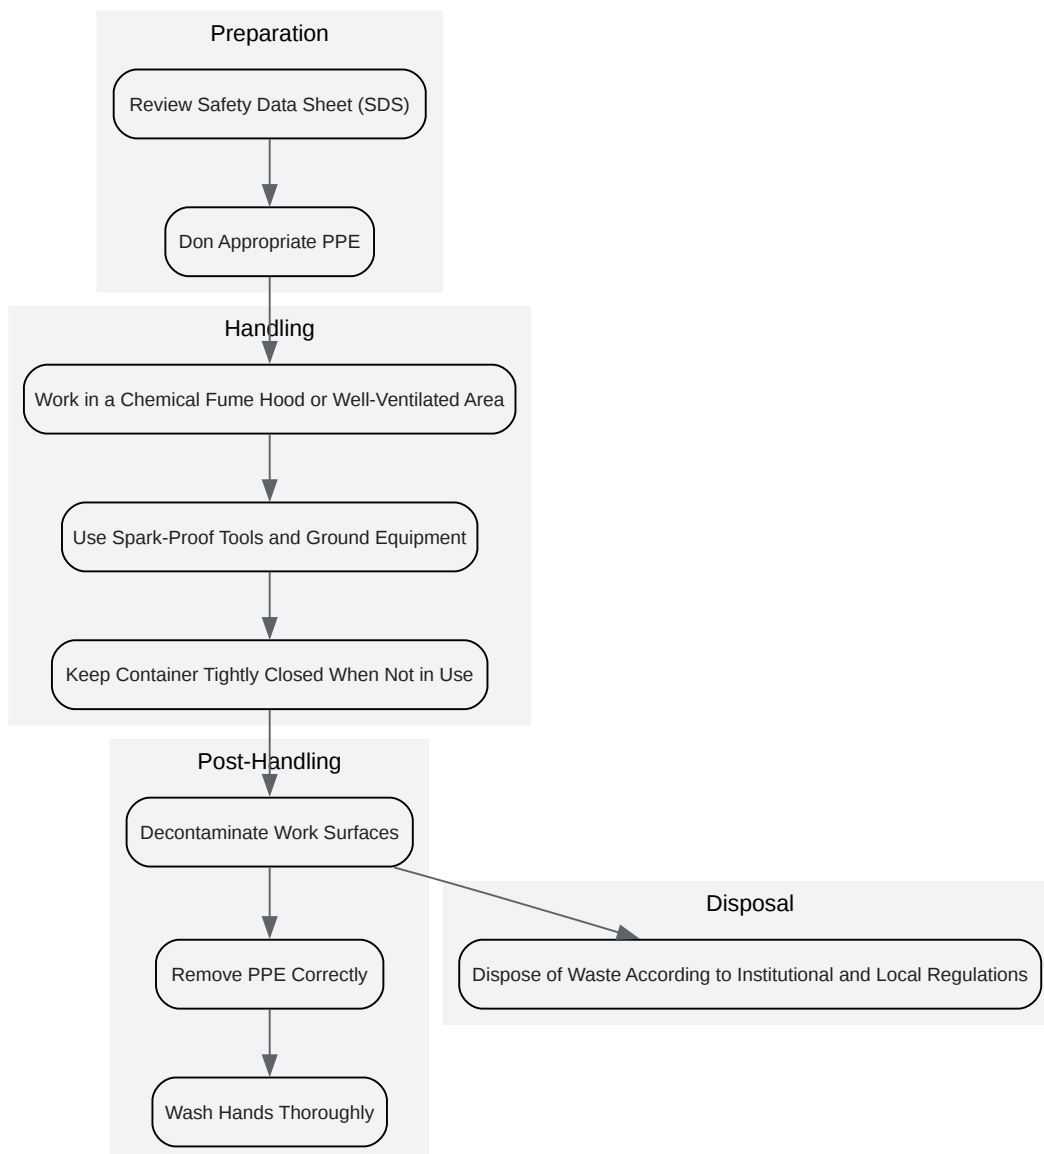 Preparation
Review Safety Data Sheet (SDS)
Don Appropriate PPE
Handling
Work in a Chemical Fume Hood or Well-Ventilated Area
Use Spark-Proof Tools and Ground Equipment
Keep Container Tightly Closed When Not in Use
Post-Handling
Decontaminate Work Surfaces
Remove PPE Correctly
Wash Hands Thoroughly
Disposal
Dispose of Waste According to Institutional and Local Regulations